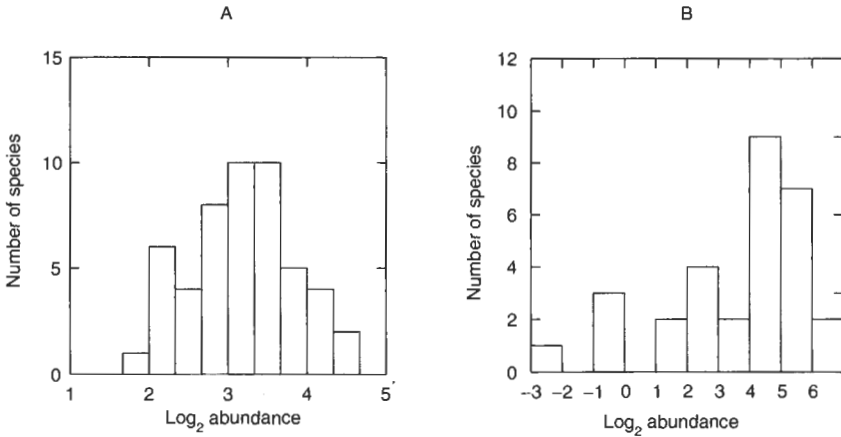 A
15
10
5
0
Number of species
1 2 3 4 5
Log2 abundance
B
12
10
8
6
4
2
0
Number of species
-3 -2 -1 0 1 2 3 4 5 6
Log2 abundance